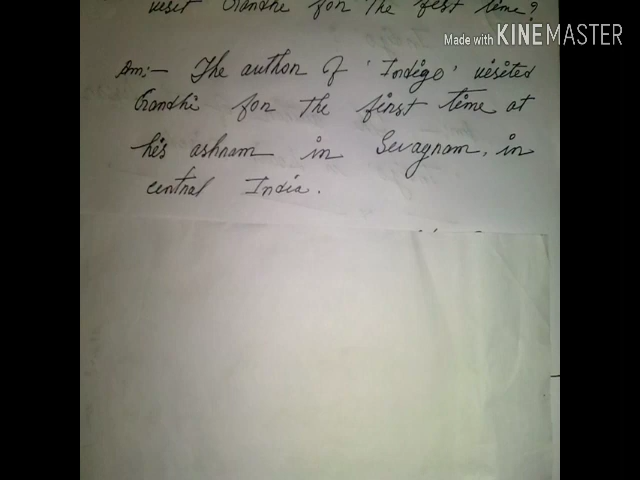 visit Gandhi for the first time?
Made with KINEMASTER
Ans:- The author of 'Indigo' visited
Gandhi for the first time at
his ashram in Sevagram, in
central India.